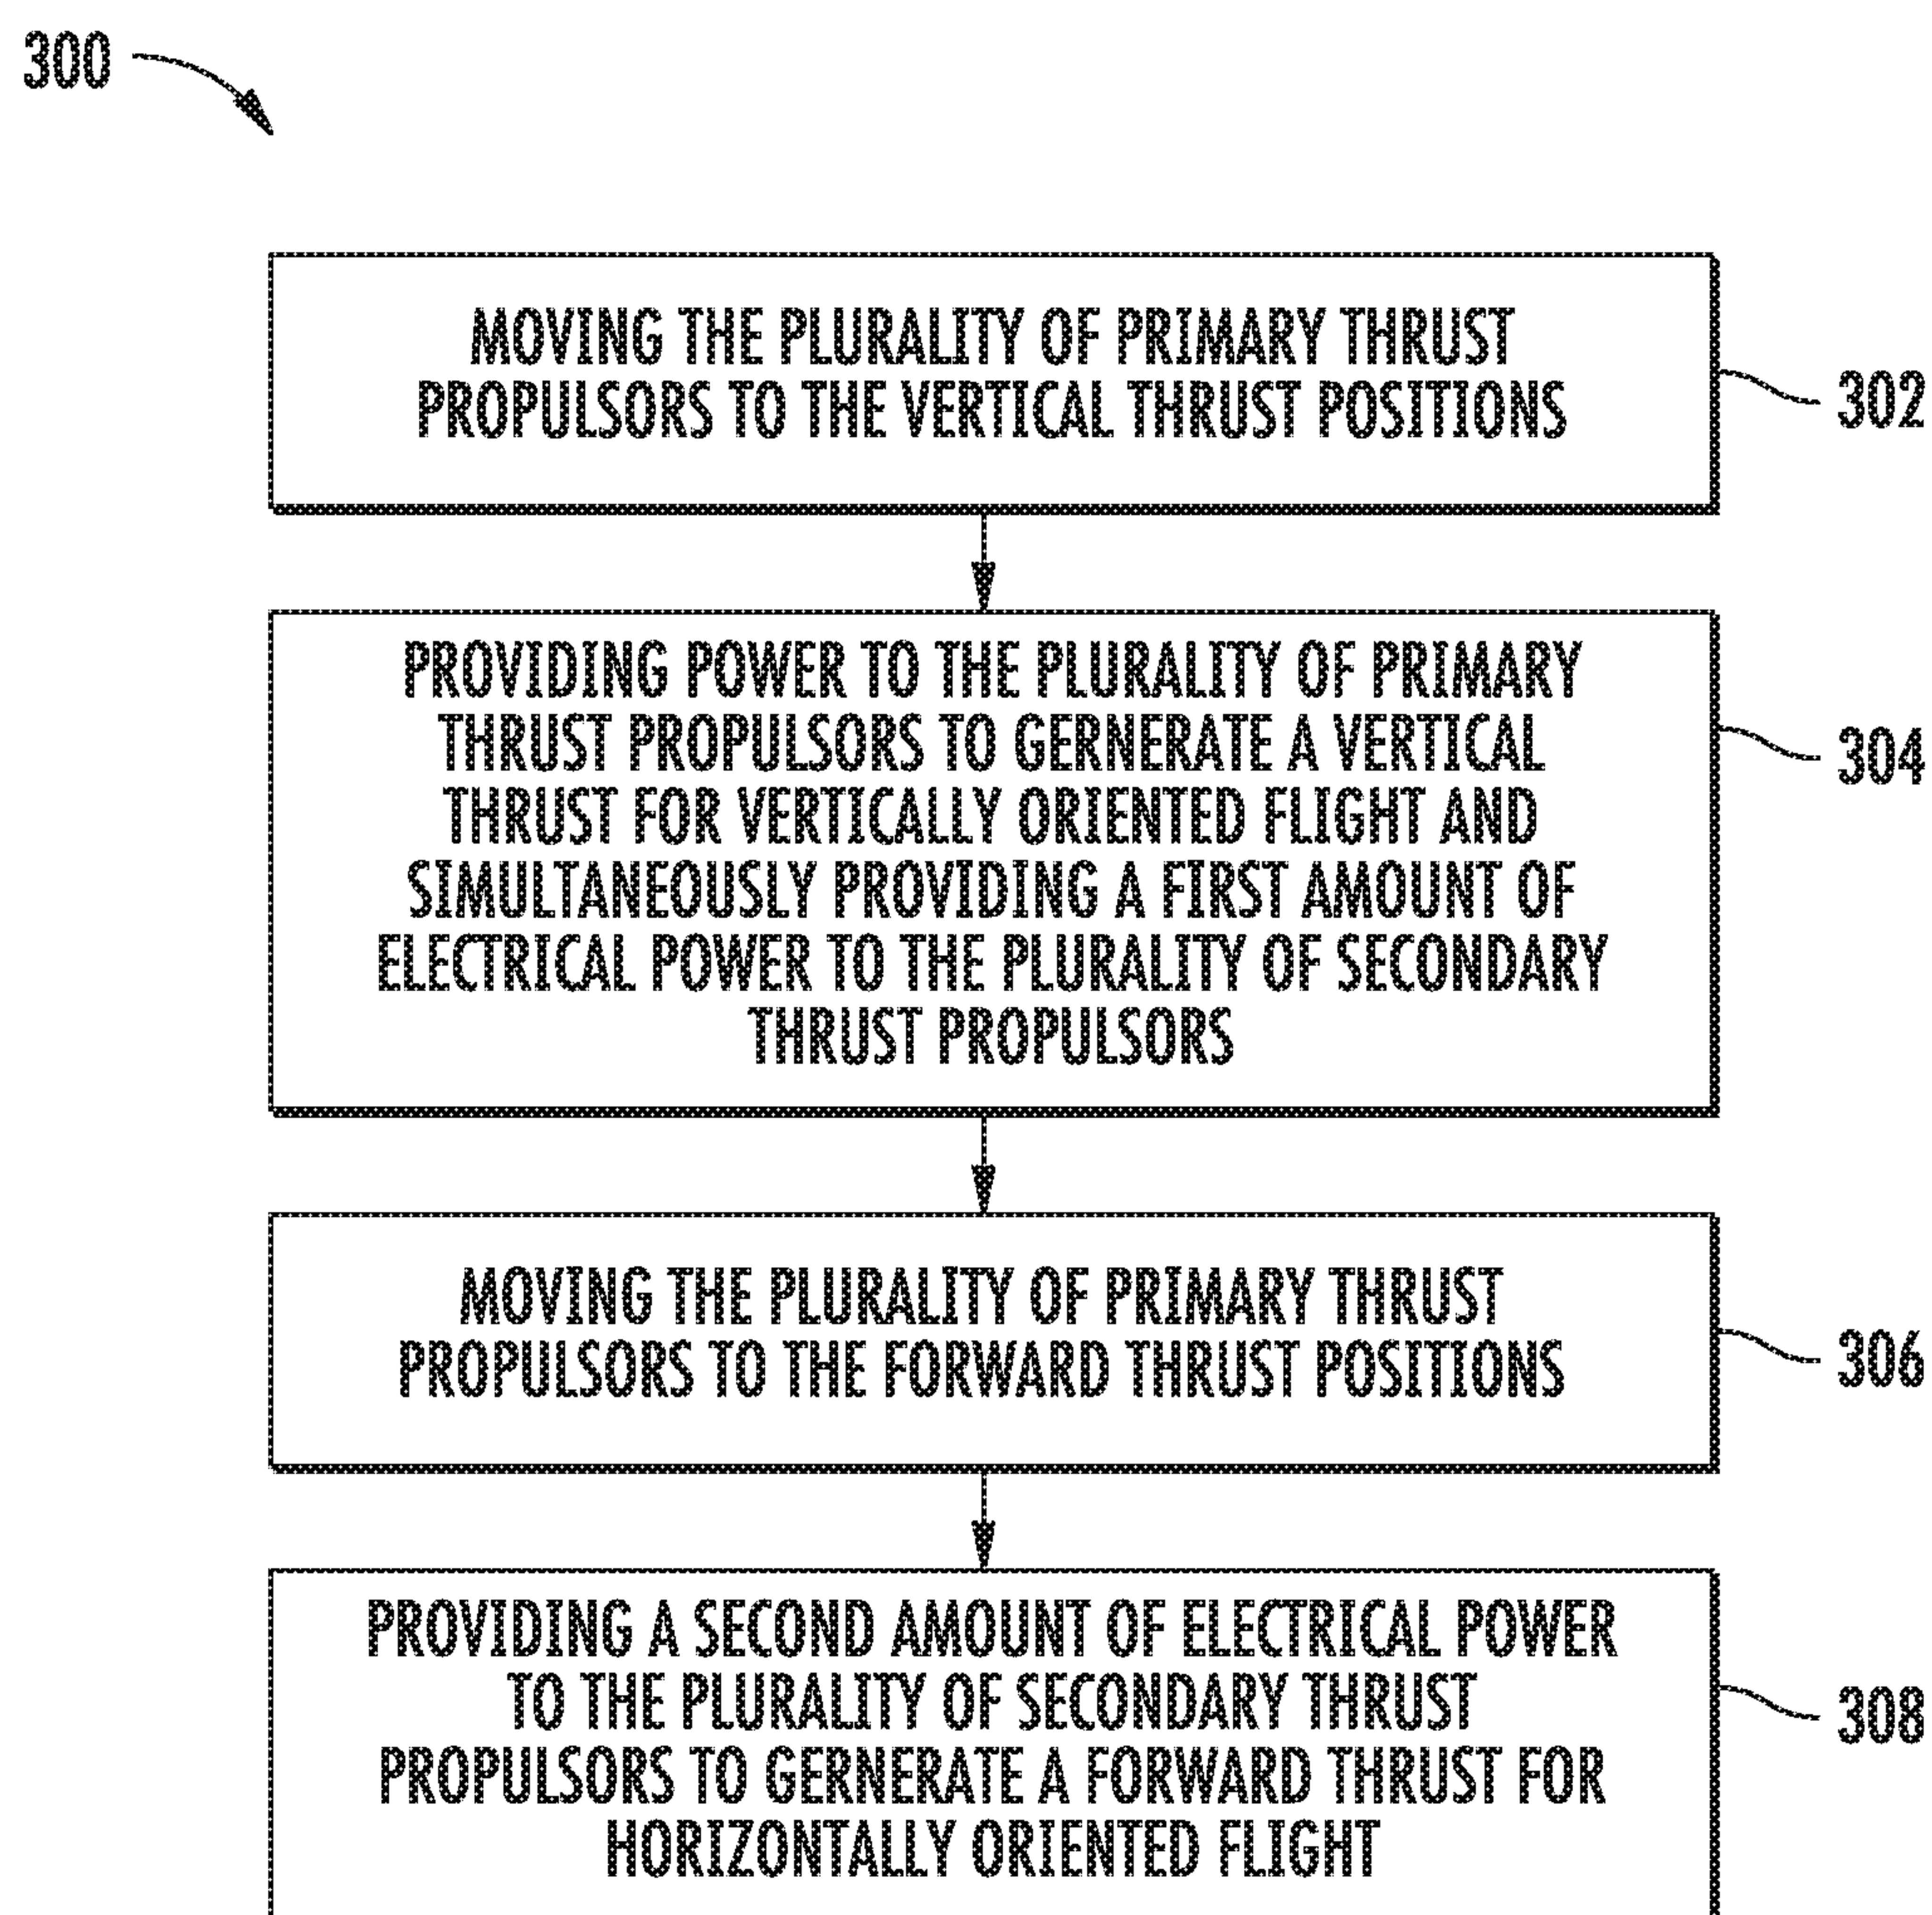 300
MOVING THE PLURALITY OF PRIMARY THRUST
PROPULSORS TO THE VERTICAL THRUST POSITIONS
302
PROVIDING POWER TO THE PLURALITY OF PRIMARY
THRUST PROPULSORS TO GERNERATE A VERTICAL
THRUST FOR VERTICALLY ORIENTED FLIGHT AND
SIMULTANEOUSLY PROVIDING A FIRST AMOUNT OF
ELECTRICAL POWER TO THE PLURALITY OF SECONDARY
THRUST PROPULSORS
304
MOVING THE PLURALITY OF PRIMARY THRUST
PROPULSORS TO THE FORWARD THRUST POSITIONS
306
PROVIDING A SECOND AMOUNT OF ELECTRICAL POWER
TO THE PLURALITY OF SECONDARY THRUST
PROPULSORS TO GERNERATE A FORWARD THRUST FOR
HORIZONTALLY ORIENTED FLIGHT
308